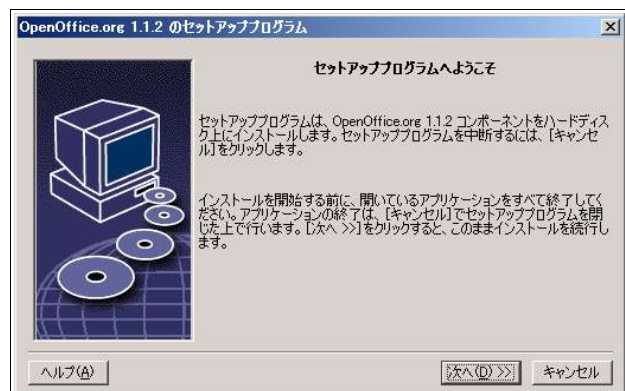 OpenOffice.org 1.1.2 のセットアッププログラム
セットアッププログラムへようこそ
セットアッププログラムは、OpenOffice.org 1.1.2 コンポーネントをハードディス
ク上にインストールします。セットアッププログラムを中断するには、[キャンセ
ル]をクリックします。
インストールを開始する前に、開いているアプリケーションをすべて終了してく
ださい。アプリケーションの終了は、[キャンセル]でセットアッププログラムを閉
じた上で行います。[次へ >>]をクリックすると、このままインストールを続行し
ます。
ヘルプ(A)
次へ(D) >>
キャンセル